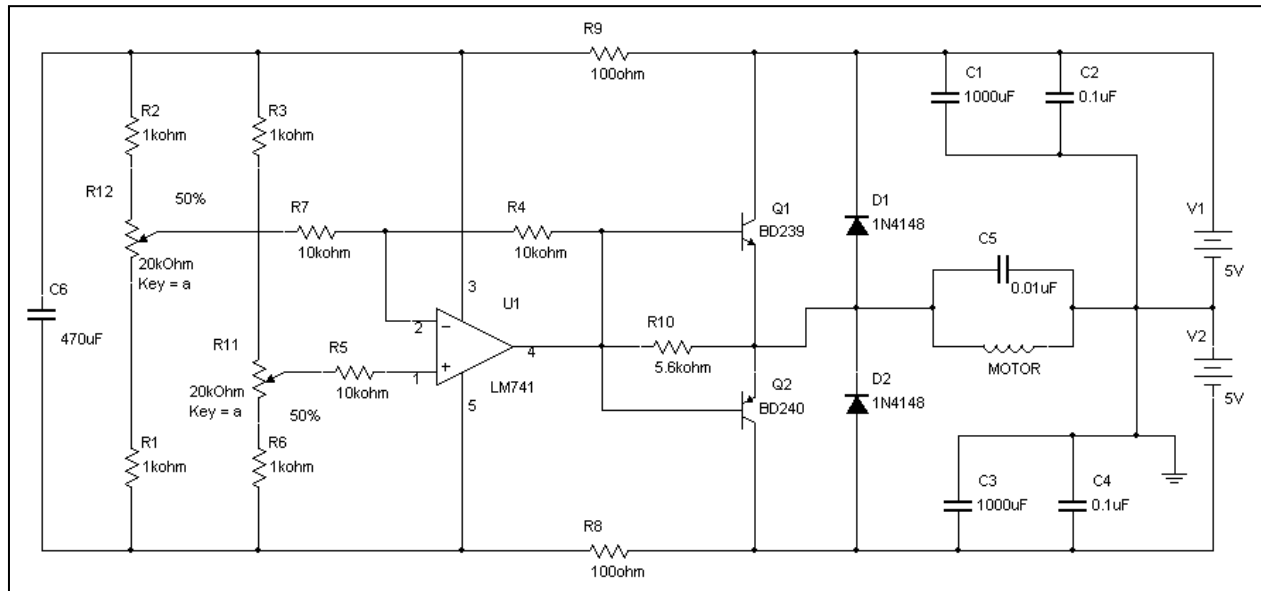 R9
100ohm
C1
1000uF
C2
0.1uF
R2
1kohm
R3
1kohm
R12
50%
20kOhm
Key = a
R7
10kohm
R4
10kohm
Q1
BD239
D1
1N4148
V1
5V
C5
0.01uF
C6
470uF
3
U1
2
1
4
5
LM741
R11
20kOhm
Key = a
50%
R5
10kohm
R10
5.6kohm
MOTOR
V2
5V
Q2
BD240
D2
1N4148
R1
1kohm
R6
1kohm
C3
1000uF
C4
0.1uF
R8
100ohm